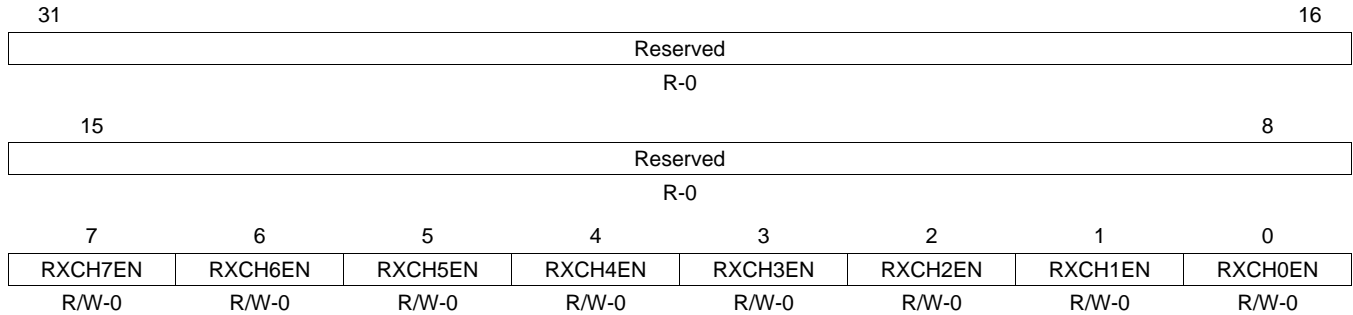 31 16
Reserved
R-0
15 8
Reserved
R-0
7 6 5 4 3 2 1 0
RXCH7EN RXCH6EN RXCH5EN RXCH4EN RXCH3EN RXCH2EN RXCH1EN RXCH0EN
R/W-0 R/W-0 R/W-0 R/W-0 R/W-0 R/W-0 R/W-0 R/W-0